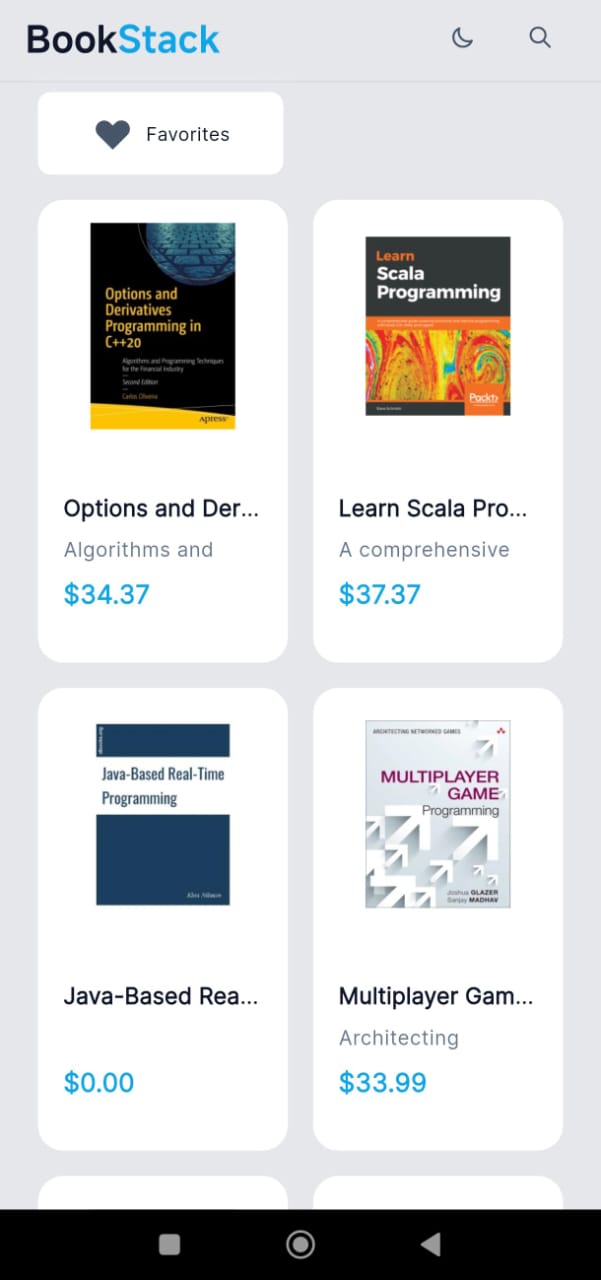 BookStack
Favorites
Options and
Derivatives
Programming in
C++20
Algorithms and Programming Techniques
for the Financial Industry
Second Edition
Carlos Oliveira
Apress
Learn
Scala
Programming
Packt
Options and Der...
Algorithms and
$34.37
Learn Scala Pro...
A comprehensive
$37.37
Java-Based Real-Time
Programming
Klas Nilsson
ARCHITECTING NETWORKED GAMES
MULTIPLAYER
GAME
Programming
Joshua GLAZER
Sanjay MADHAV
Java-Based Rea...
$0.00
Multiplayer Gam...
Architecting
$33.99